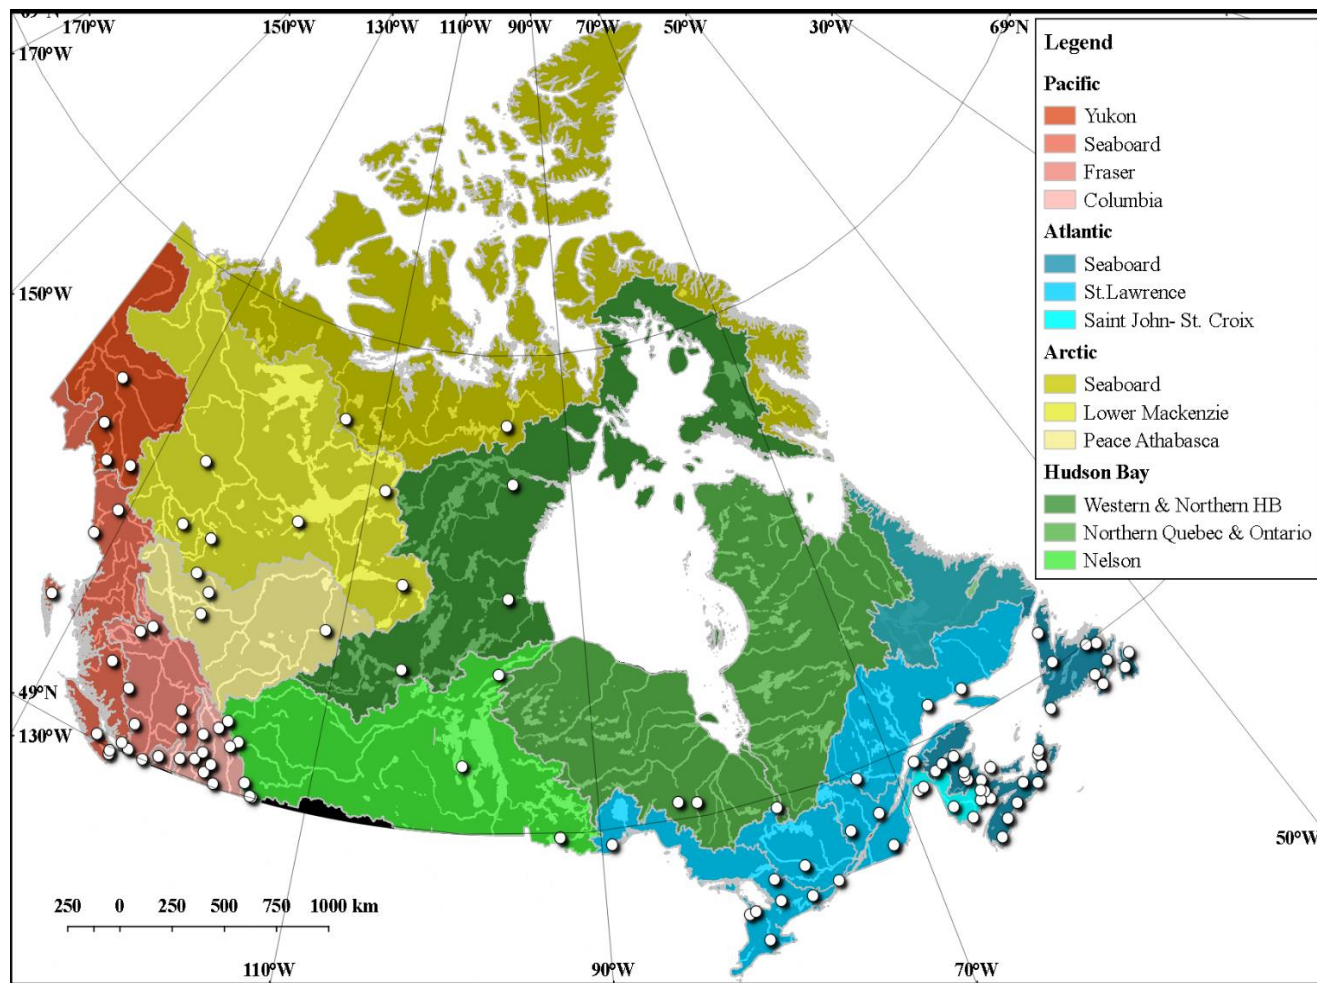 69°N
170°W
150°W
130°W
110°W
90°W
70°W
50°W
30°W
69°N
170°W
150°W
49°N
130°W
50°W
110°W
90°W
70°W
250 0 250 500 750 1000 km
Legend
Pacific
Yukon
Seaboard
Fraser
Columbia
Atlantic
Seaboard
St.Lawrence
Saint John- St. Croix
Arctic
Seaboard
Lower Mackenzie
Peace Athabasca
Hudson Bay
Western & Northern HB
Northern Quebec & Ontario
Nelson